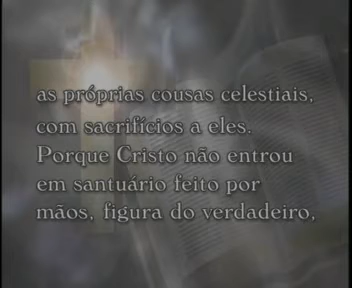 as próprias cousas celestiais,
com sacrifícios a eles.
Porque Cristo não entrou
em santuário feito por
mãos, figura do verdadeiro,